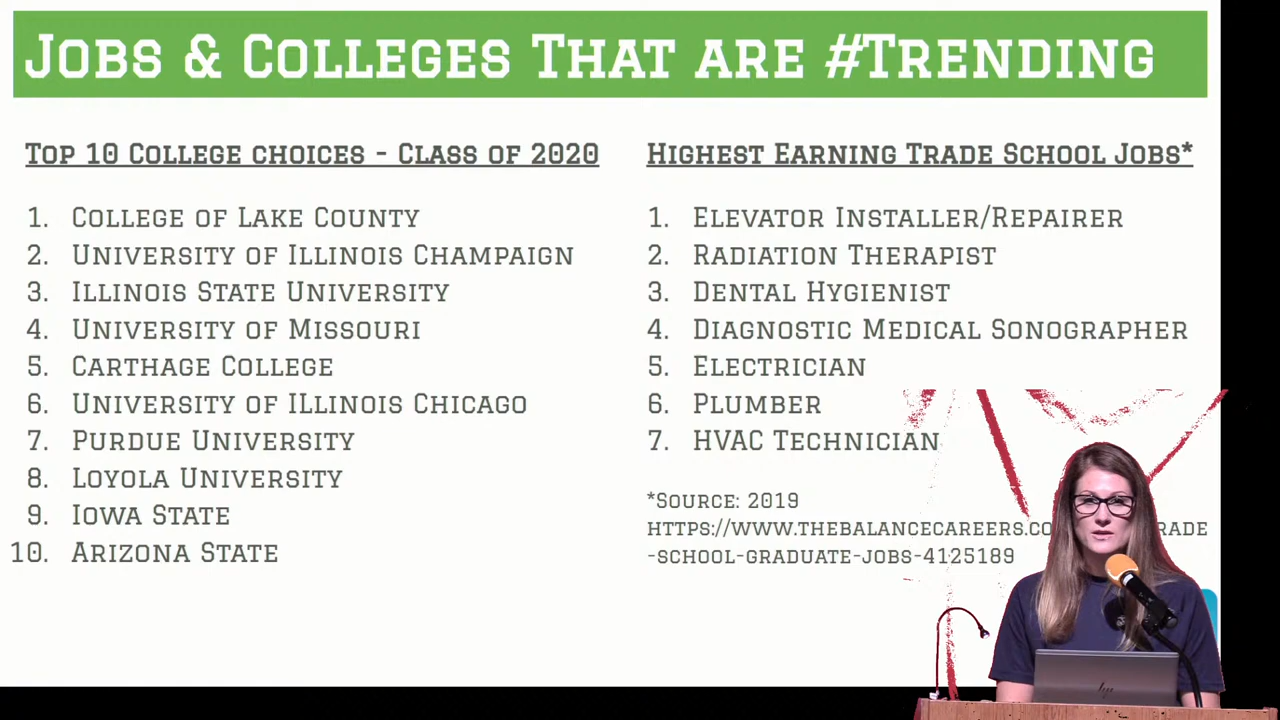 Jobs & Colleges That are #Trending
Top 10 College choices - Class of 2020
1. College of Lake County
2. University of Illinois Champaign
3. Illinois State University
4. University of Missouri
5. Carthage College
6. University of ILlinois Chicago
7. Purdue University
8. Loyola University
9. Iowa State
10. Arizona State
Highest Earning Trade School Jobs*
1. Elevator Installer/Repairer
2. Radiation Therapist
3. Dental Hygienist
4. Diagnostic Medical Sonographer
5. Electrician
6. Plumber
7. HVAC Technician
*Source: 2019
https://www.thebalancecareers.co rade
-school-graduate-jobs-4125189
hp